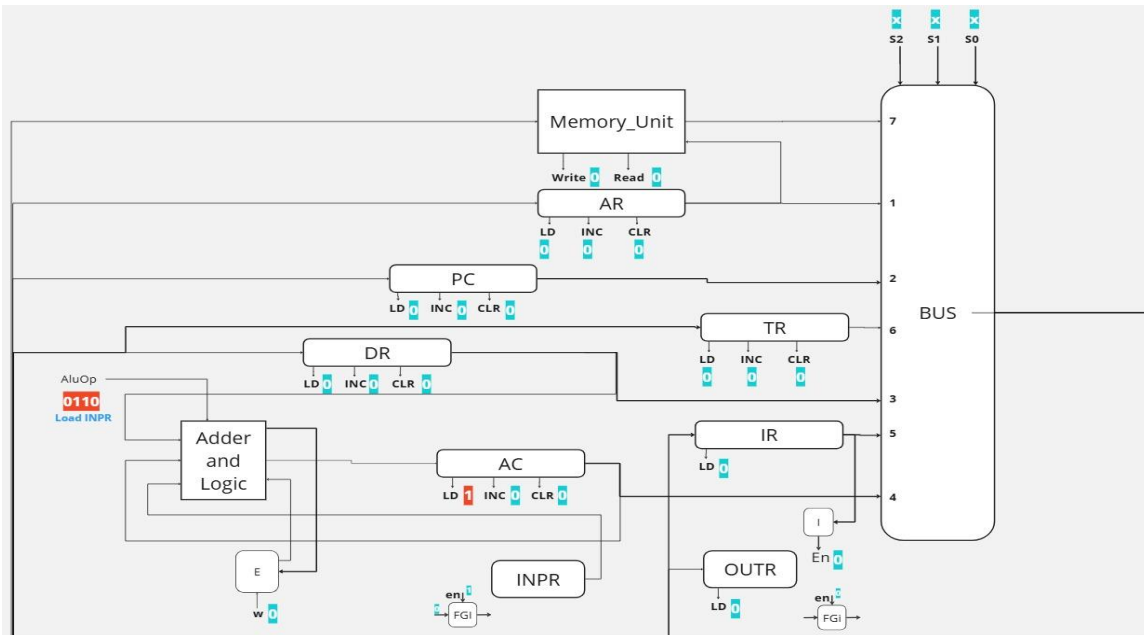 X X X
S2 S1 S0
Memory_Unit
7
Write 0 Read 0
AR
1
LD INC CLR
0 0 0
PC
2
LD 0 INC 0 CLR 0
BUS
TR
6
DR
LD INC CLR
0 0 0
LD 0 INC 0 CLR 0
AluOp
0110
Load INPR
3
Adder
and
Logic
IR
5
AC
LD 0
LD 1 INC 0 CLR 0
4
I
En 0
E
INPR
OUTR
w 0
en 1
0
FGI
LD 0
en 0
FGi